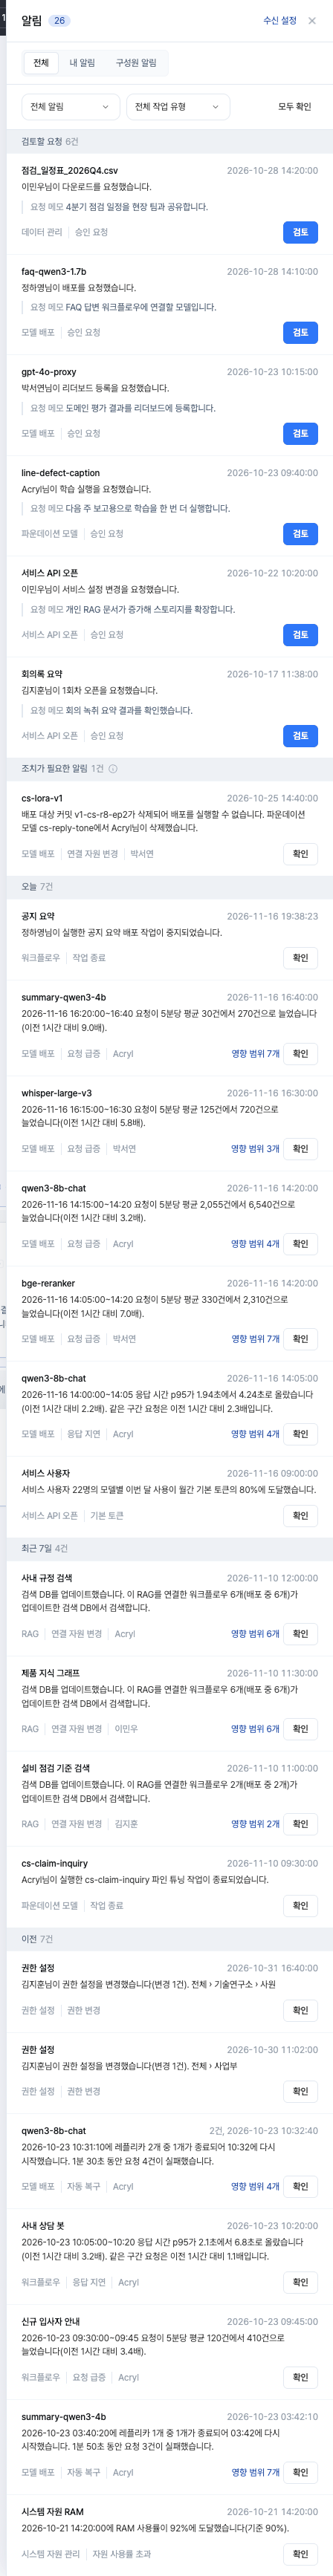 알림 26 수신 설정
전체 내 알림 구성원 알림
전체 알림 전체 작업 유형 모두 확인
검토할 요청 6건
점검_일정표_2026Q4.csv 2026-10-28 14:20:00
이민우님이 다운로드를 요청했습니다.
요청 메모 4분기 점검 일정을 현장 팀과 공유합니다.
데이터 관리 승인 요청 검토
faq-qwen3-1.7b 2026-10-28 14:10:00
정하영님이 배포를 요청했습니다.
요청 메모 FAQ 답변 워크플로우에 연결할 모델입니다.
모델 배포 승인 요청 검토
gpt-4o-proxy 2026-10-23 10:15:00
박서연님이 리더보드 등록을 요청했습니다.
요청 메모 도메인 평가 결과를 리더보드에 등록합니다.
모델 배포 승인 요청 검토
line-defect-caption 2026-10-23 09:40:00
Acryl님이 학습 실행을 요청했습니다.
요청 메모 다음 주 보고용으로 학습을 한 번 더 실행합니다.
파운데이션 모델 승인 요청 검토
서비스 API 오픈 2026-10-22 10:20:00
이민우님이 서비스 설정 변경을 요청했습니다.
요청 메모 개인 RAG 문서가 증가해 스토리지를 확장합니다.
서비스 API 오픈 승인 요청 검토
회의록 요약 2026-10-17 11:38:00
김지훈님이 1회차 오픈을 요청했습니다.
요청 메모 회의 녹취 요약 결과를 확인했습니다.
서비스 API 오픈 승인 요청 검토
조치가 필요한 알림 1건
cs-lora-v1 2026-10-25 14:40:00
배포 대상 커밋 v1-cs-r8-ep2가 삭제되어 배포를 실행할 수 없습니다. 파운데이션
모델 cs-reply-tone에서 Acryl님이 삭제했습니다.
모델 배포 연결 자원 변경 박서연 확인
오늘 7건
공지 요약 2026-11-16 19:38:23
정하영님이 실행한 공지 요약 배포 작업이 중지되었습니다.
워크플로우 작업 종료 확인
summary-qwen3-4b 2026-11-16 16:40:00
2026-11-16 16:20:00~16:40 요청이 5분당 평균 30건에서 270건으로 늘었습니다
(이전 1시간 대비 9.0배).
모델 배포 요청 급증 Acryl 영향 범위 7개 확인
whisper-large-v3 2026-11-16 16:30:00
2026-11-16 16:15:00~16:30 요청이 5분당 평균 125건에서 720건으로
늘었습니다(이전 1시간 대비 5.8배).
모델 배포 요청 급증 박서연 영향 범위 3개 확인
qwen3-8b-chat 2026-11-16 14:20:00
2026-11-16 14:15:00~14:20 요청이 5분당 평균 2,055건에서 6,540건으로
늘었습니다(이전 1시간 대비 3.2배).
모델 배포 요청 급증 Acryl 영향 범위 4개 확인
bge-reranker 2026-11-16 14:20:00
2026-11-16 14:05:00~14:20 요청이 5분당 평균 330건에서 2,310건으로
늘었습니다(이전 1시간 대비 7.0배).
모델 배포 요청 급증 박서연 영향 범위 7개 확인
qwen3-8b-chat 2026-11-16 14:05:00
2026-11-16 14:00:00~14:05 응답 시간 p95가 1.94초에서 4.24초로 올랐습니다
(이전 1시간 대비 2.2배). 같은 구간 요청은 이전 1시간 대비 2.3배입니다.
모델 배포 응답 지연 Acryl 영향 범위 4개 확인
서비스 사용자 2026-11-16 09:00:00
서비스 사용자 22명의 모델별 이번 달 사용이 월간 기본 토큰의 80%에 도달했습니다.
서비스 API 오픈 기본 토큰 확인
최근 7일 4건
사내 규정 검색 2026-11-10 12:00:00
검색 DB를 업데이트했습니다. 이 RAG를 연결한 워크플로우 6개(배포 중 6개)가
업데이트한 검색 DB에서 검색합니다.
RAG 연결 자원 변경 Acryl 영향 범위 6개 확인
제품 지식 그래프 2026-11-10 11:30:00
검색 DB를 업데이트했습니다. 이 RAG를 연결한 워크플로우 6개(배포 중 6개)가
업데이트한 검색 DB에서 검색합니다.
RAG 연결 자원 변경 이민우 영향 범위 6개 확인
설비 점검 기준 검색 2026-11-10 11:00:00
검색 DB를 업데이트했습니다. 이 RAG를 연결한 워크플로우 2개(배포 중 2개)가
업데이트한 검색 DB에서 검색합니다.
RAG 연결 자원 변경 김지훈 영향 범위 2개 확인
cs-claim-inquiry 2026-11-10 09:30:00
Acryl님이 실행한 cs-claim-inquiry 파인 튜닝 작업이 종료되었습니다.
파운데이션 모델 작업 종료 확인
이전 7건
권한 설정 2026-10-31 16:40:00
김지훈님이 권한 설정을 변경했습니다(변경 1건). 전체 › 기술연구소 › 사원
권한 설정 권한 변경 확인
권한 설정 2026-10-30 11:02:00
김지훈님이 권한 설정을 변경했습니다(변경 1건). 전체 › 사업부
권한 설정 권한 변경 확인
qwen3-8b-chat 2건, 2026-10-23 10:32:40
2026-10-23 10:31:10에 레플리카 2개 중 1개가 종료되어 10:32에 다시
시작했습니다. 1분 30초 동안 요청 4건이 실패했습니다.
모델 배포 자동 복구 Acryl 영향 범위 4개 확인
사내 상담 봇 2026-10-23 10:20:00
2026-10-23 10:05:00~10:20 응답 시간 p95가 2.1초에서 6.8초로 올랐습니다
(이전 1시간 대비 3.2배). 같은 구간 요청은 이전 1시간 대비 1.1배입니다.
워크플로우 응답 지연 Acryl 확인
신규 입사자 안내 2026-10-23 09:45:00
2026-10-23 09:30:00~09:45 요청이 5분당 평균 120건에서 410건으로
늘었습니다(이전 1시간 대비 3.4배).
워크플로우 요청 급증 Acryl 확인
summary-qwen3-4b 2026-10-23 03:42:10
2026-10-23 03:40:20에 레플리카 1개 중 1개가 종료되어 03:42에 다시
시작했습니다. 1분 50초 동안 요청 3건이 실패했습니다.
모델 배포 자동 복구 Acryl 영향 범위 7개 확인
시스템 자원 RAM 2026-10-21 14:20:00
2026-10-21 14:20:00에 RAM 사용률이 92%에 도달했습니다(기준 90%).
시스템 자원 관리 자원 사용률 초과 확인